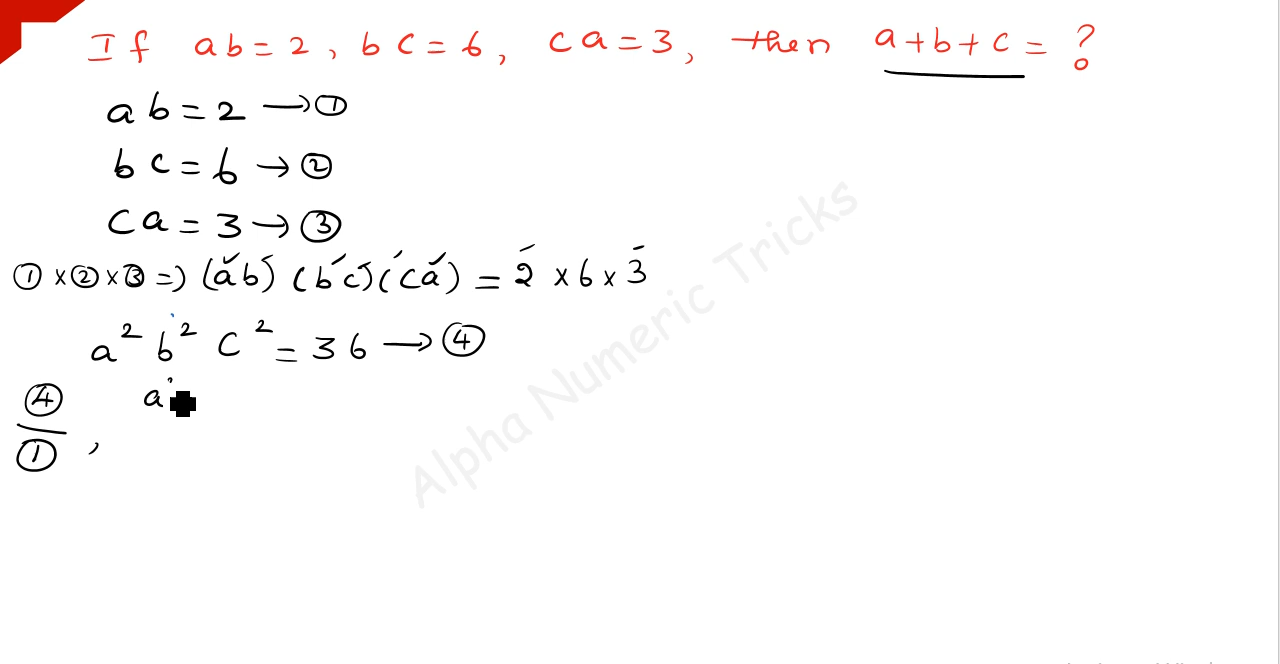 If ab = 2, bc = 6, ca = 3, then a+b+c = ?
ab = 2 → ①
bc = 6 → ②
ca = 3 → ③
① × ② × ③ ⇒ (ab) (bc) (ca) = 2 × 6 × 3
a² b² c² = 36 → ④
④/① , a
Alpha Numeric Tricks